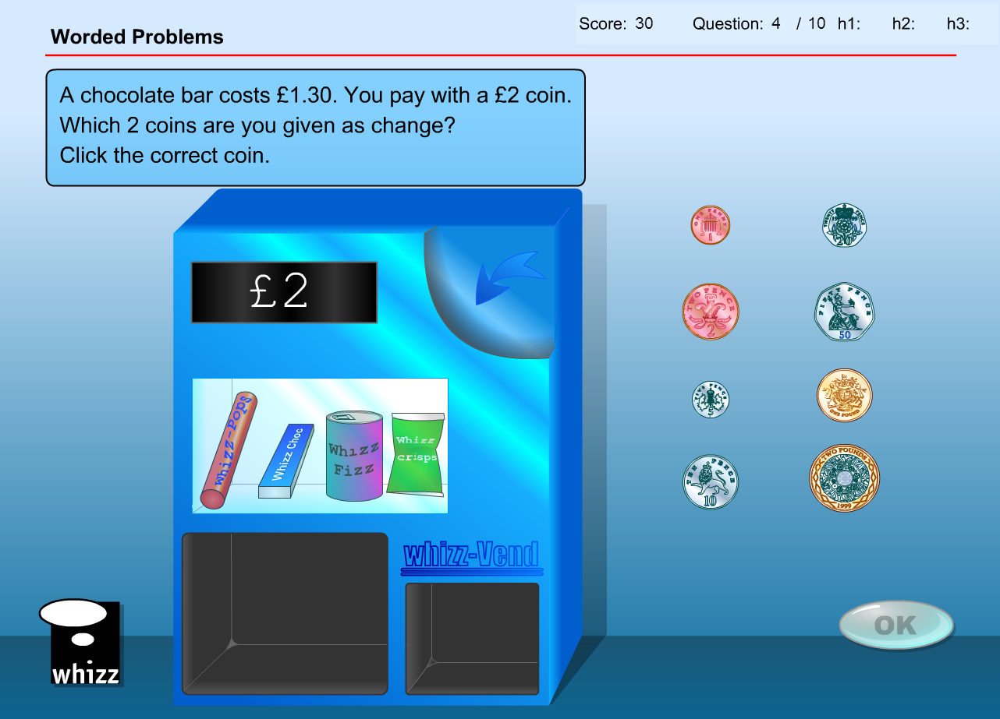 Score: 30 Question: 4 / 10 h1: h2: h3:
Worded Problems
A chocolate bar costs £1.30. You pay with a £2 coin.
Which 2 coins are you given as change?
Click the correct coin.
£2
ONE PENNY
1
TWENTY PENCE
20
TWO PENCE
2
FIFTY PENCE
50
Whizz-Pops
Whizz Choc
Whizz
Fizz
Whizz
crisps
FIVE PENCE
5
ONE POUND
TEN PENCE
10
TWO POUNDS
1999
whizz-Vend
OK
whizz